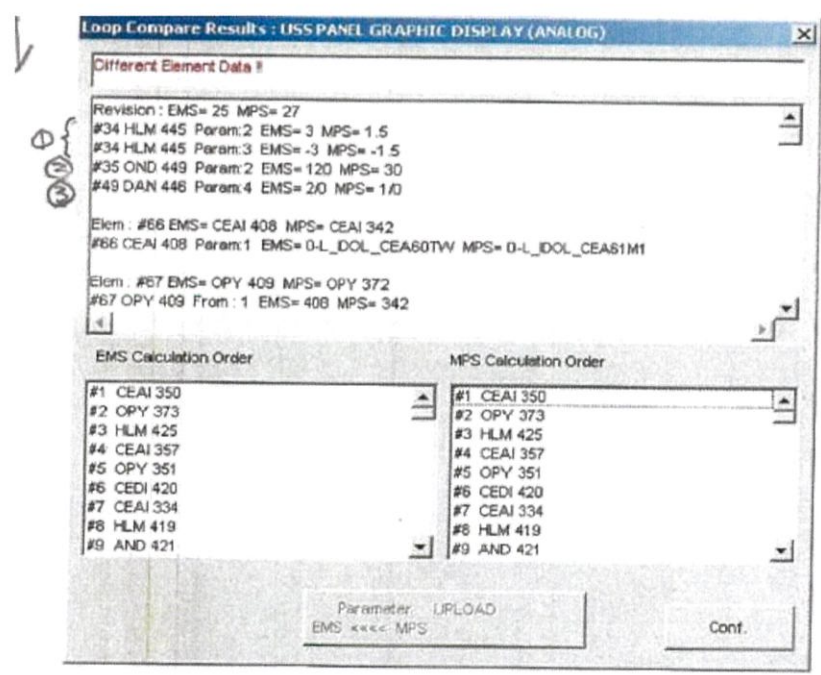 Loop Compare Results : USS PANEL GRAPHIC DISPLAY (ANALOG)
Different Element Data !!
Revision : EMS= 25 MPS= 27
① #34 HLM 445 Param:2 EMS= 3 MPS= 1.5
#34 HLM 445 Param:3 EMS= -3 MPS= -1.5
② #35 OND 449 Param:2 EMS= 120 MPS= 30
③ #49 DAN 446 Param:4 EMS= 2/0 MPS= 1/0
Elem : #66 EMS= CEAI 408 MPS= CEAI 342
#66 CEAI 408 Param:1 EMS= 0-L_IDOL_CEA60TW MPS= 0-L_IDOL_CEA61M1
Elem : #67 EMS= OPY 409 MPS= OPY 372
#67 OPY 409 From : 1 EMS= 408 MPS= 342
EMS Calculation Order
#1 CEAI 350
#2 OPY 373
#3 HLM 425
#4 CEAI 357
#5 OPY 351
#6 CEDI 420
#7 CEAI 334
#8 HLM 419
#9 AND 421
MPS Calculation Order
#1 CEAI 350
#2 OPY 373
#3 HLM 425
#4 CEAI 357
#5 OPY 351
#6 CEDI 420
#7 CEAI 334
#8 HLM 419
#9 AND 421
Parameter UPLOAD
EMS <<<< MPS
Conf.